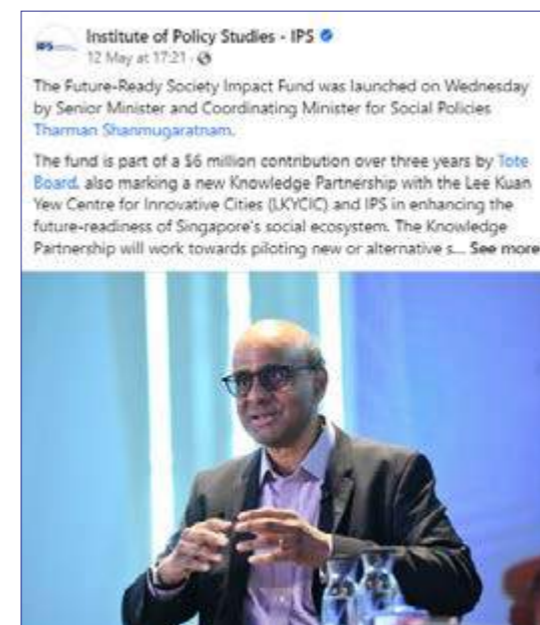 IPS
Institute of Policy Studies - IPS
12 May at 17:21 ·
The Future-Ready Society Impact Fund was launched on Wednesday
by Senior Minister and Coordinating Minister for Social Policies
Tharman Shanmugaratnam.
The fund is part of a $6 million contribution over three years by Tote
Board, also marking a new Knowledge Partnership with the Lee Kuan
Yew Centre for Innovative Cities (LKYCIC) and IPS in enhancing the
future-readiness of Singapore's social ecosystem. The Knowledge
Partnership will work towards piloting new or alternative s... See more